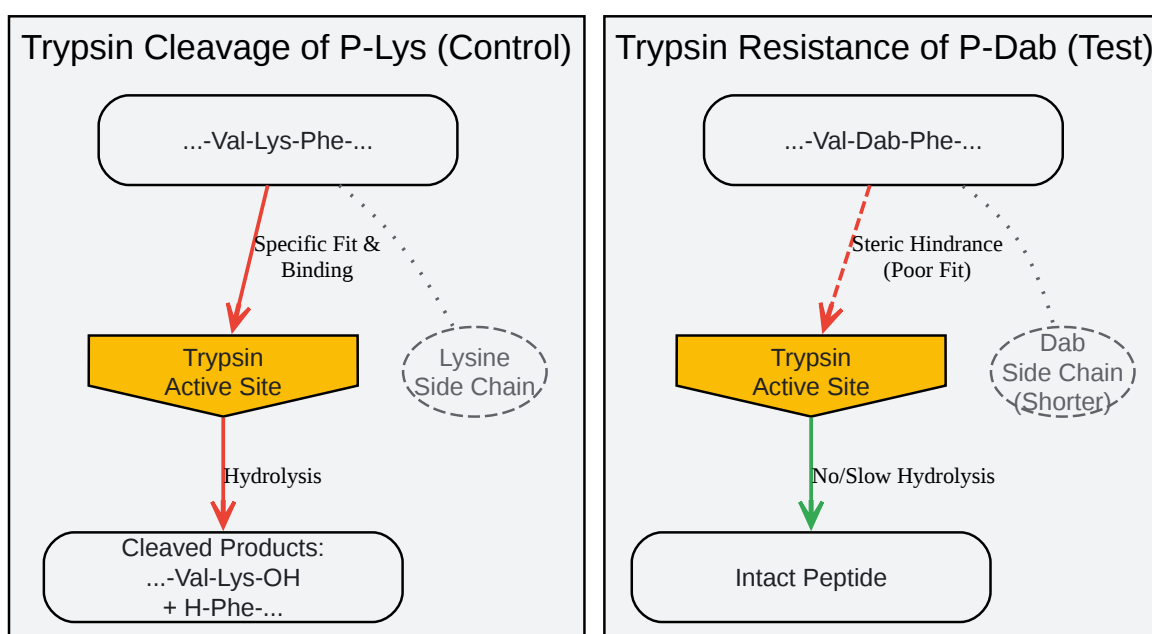 Trypsin Cleavage of P-Lys (Control)
...-Val-Lys-Phe-...
Specific Fit &
Binding
Trypsin
Active Site
Lysine
Side Chain
Hydrolysis
Cleaved Products:
...-Val-Lys-OH
+ H-Phe-...
Trypsin Resistance of P-Dab (Test)
...-Val-Dab-Phe-...
Steric Hindrance
(Poor Fit)
Trypsin
Active Site
Dab
Side Chain
(Shorter)
No/Slow Hydrolysis
Intact Peptide